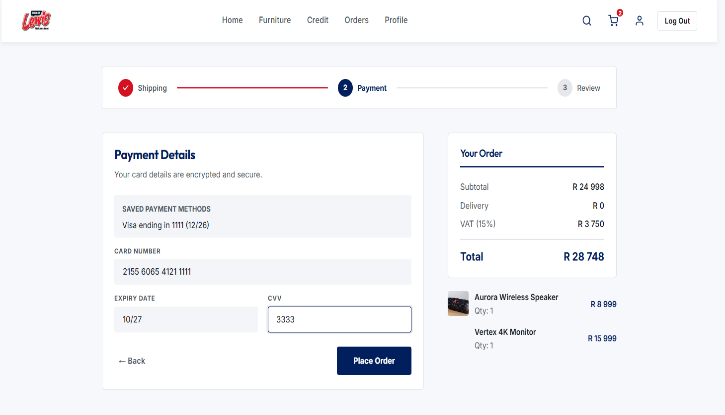 Lewis
Home Furniture Credit Orders Profile
2
Log Out
Shipping
2 Payment
3 Review
Payment Details
Your card details are encrypted and secure.
SAVED PAYMENT METHODS
Visa ending in 1111 (12/26)
CARD NUMBER
2155 6065 4121 1111
EXPIRY DATE CVV
10/27 3333
← Back Place Order
Your Order
Subtotal R 24 998
Delivery R 0
VAT (15%) R 3 750
Total R 28 748
Aurora Wireless Speaker
Qty: 1
R 8 999
Vertex 4K Monitor
Qty: 1
R 15 999